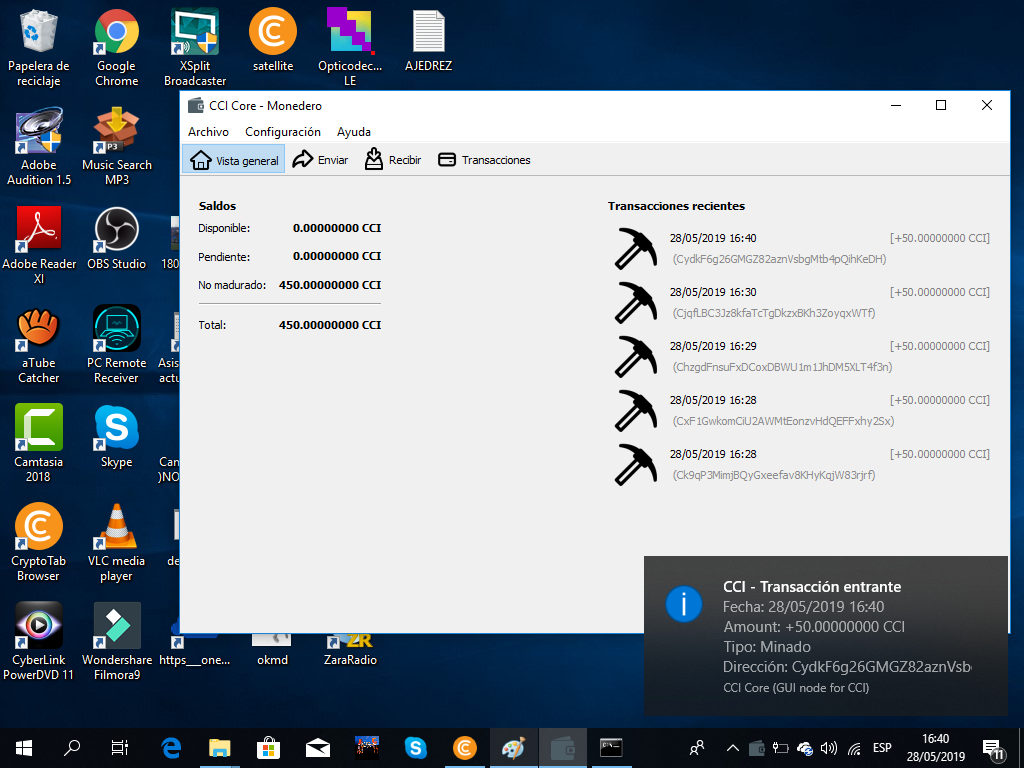 Papelera de
reciclaje
Google
Chrome
XSplit
Broadcaster
satellite
Opticodec...
LE
AJEDREZ
Adobe
Audition 1.5
P3
Music Search
MP3
Adobe Reader
XI
OBS Studio
180
aTube
Catcher
PC Remote
Receiver
Asis
actu
Camtasia
2018
Skype
Can
)NO
CryptoTab
Browser
VLC media
player
de
CyberLink
PowerDVD 11
Wondershare
Filmora9
https___one...
okmd
ZR
ZaraRadio
CCI Core - Monedero
Archivo Configuración Ayuda
Vista general Enviar Recibir Transacciones
Saldos
Disponible: 0.00000000 CCI
Pendiente: 0.00000000 CCI
No madurado: 450.00000000 CCI
Total: 450.00000000 CCI
Transacciones recientes
28/05/2019 16:40 [+50.00000000 CCI]
(CydkF6g26GMGZ82aznVsbgMtb4pQihKeDH)
28/05/2019 16:30 [+50.00000000 CCI]
(CjqfLBC3Jz8kfaTcTgDkzxBKh3ZoyqxWTf)
28/05/2019 16:29 [+50.00000000 CCI]
(ChzgdFnsuFxDCoxDBWU1m1JhDM5XLT4f3n)
28/05/2019 16:28 [+50.00000000 CCI]
(CxF1GwkomCiU2AWMtEonzvHdQEFFxhy2Sx)
28/05/2019 16:28 [+50.00000000 CCI]
(Ck9qP3MimjBQyGxeefav8KHyKqjW83rjrf)
CCI - Transacción entrante
Fecha: 28/05/2019 16:40
Amount: +50.00000000 CCI
Tipo: Minado
Dirección: CydkF6g26GMGZ82aznVsb
CCI Core (GUI node for CCI)
ESP
16:40
28/05/2019
11